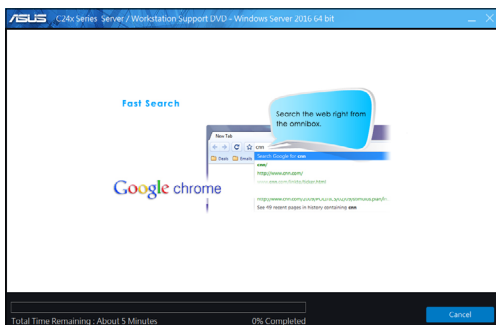 ASUS C24x Series Server / Workstation Support DVD - Windows Server 2016 64 bit
Fast Search
Search the web right from
the omnibox.
New Tab
cnn
Search Google for cnn
cnn/
http://www.cnn.com/
Google chrome
See 49 recent pages in history containing cnn
Total Time Remaining : About 5 Minutes 0% Completed
Cancel